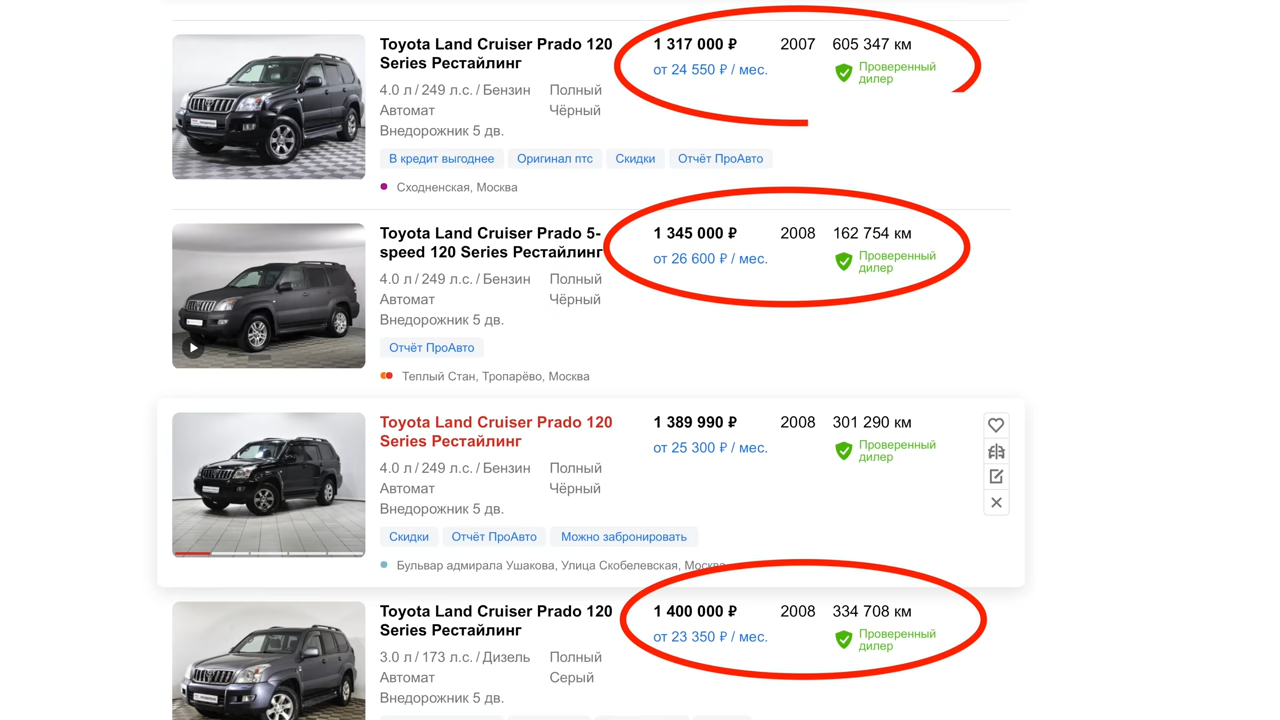 Toyota Land Cruiser Prado 120 Series Рестайлинг
1 317 000 ₽ 2007 605 347 км
от 24 550 ₽ / мес. Проверенный дилер
4.0 л / 249 л.с. / Бензин Полный
Автомат Чёрный
Внедорожник 5 дв.
В кредит выгоднее Оригинал птс Скидки Отчёт ПроАвто
Сходненская, Москва
Toyota Land Cruiser Prado 5-speed 120 Series Рестайлинг
1 345 000 ₽ 2008 162 754 км
от 26 600 ₽ / мес. Проверенный дилер
4.0 л / 249 л.с. / Бензин Полный
Автомат Чёрный
Внедорожник 5 дв.
Отчёт ПроАвто
Теплый Стан, Тропарёво, Москва
Toyota Land Cruiser Prado 120 Series Рестайлинг
1 389 990 ₽ 2008 301 290 км
от 25 300 ₽ / мес. Проверенный дилер
4.0 л / 249 л.с. / Бензин Полный
Автомат Чёрный
Внедорожник 5 дв.
Скидки Отчёт ПроАвто Можно забронировать
Бульвар адмирала Ушакова, Улица Скобелевская, Москва
Toyota Land Cruiser Prado 120 Series Рестайлинг
1 400 000 ₽ 2008 334 708 км
от 23 350 ₽ / мес. Проверенный дилер
3.0 л / 173 л.с. / Дизель Полный
Автомат Серый
Внедорожник 5 дв.